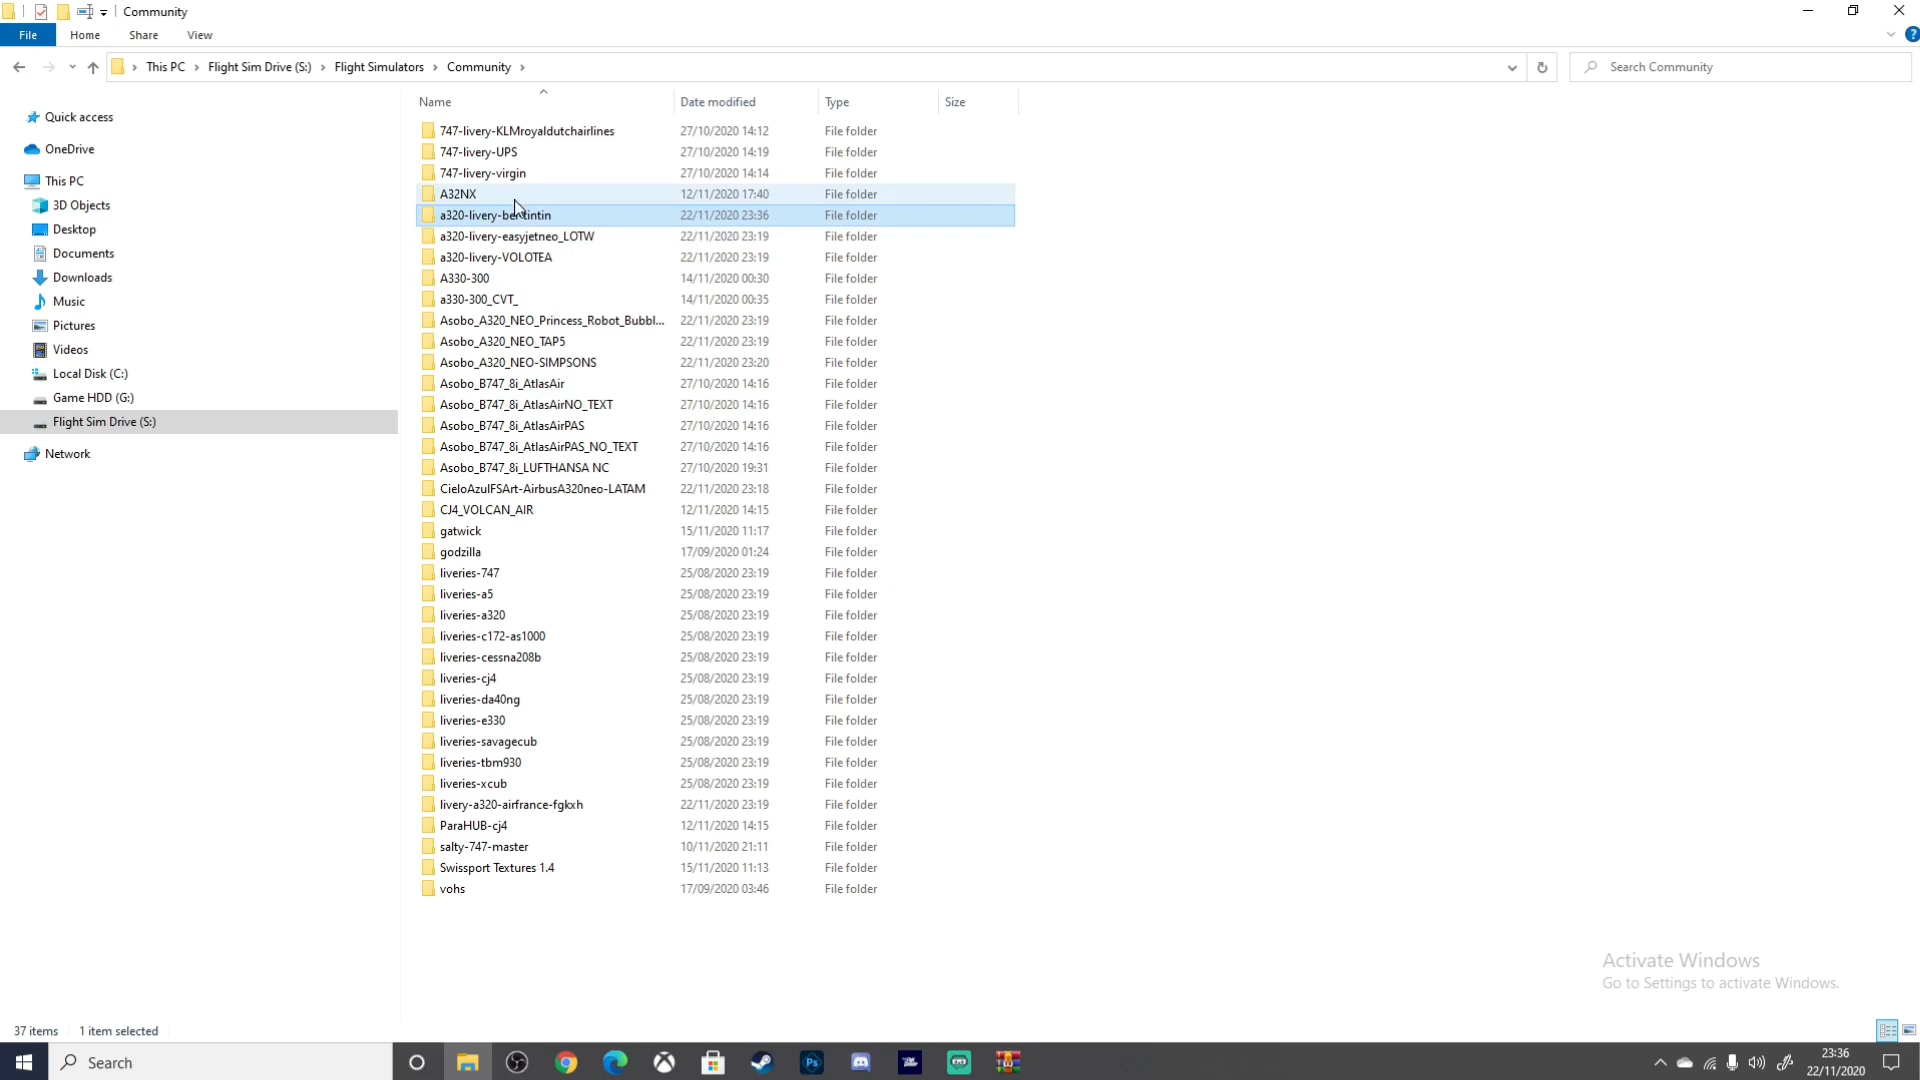 Community
File Home Share View
This PC Flight Sim Drive (S:) Flight Simulators Community
Search Community
Name Date modified Type Size
Quick access
OneDrive
This PC
3D Objects
Desktop
Documents
Downloads
Music
Pictures
Videos
Local Disk (C:)
Game HDD (G:)
Flight Sim Drive (S:)
Network
747-livery-KLMroyaldutchairlines 27/10/2020 14:12 File folder
747-livery-UPS 27/10/2020 14:19 File folder
747-livery-virgin 27/10/2020 14:14 File folder
A32NX 12/11/2020 17:40 File folder
22/11/2020 23:36 File folder
a320-livery-easyjetneo_LOTW 22/11/2020 23:19 File folder
a320-livery-VOLOTEA 22/11/2020 23:19 File folder
A330-300 14/11/2020 00:30 File folder
a330-300_CVT_ 14/11/2020 00:35 File folder
Asobo_A320_NEO_Princess_Robot_Bubbl... 22/11/2020 23:19 File folder
Asobo_A320_NEO_TAP5 22/11/2020 23:19 File folder
Asobo_A320_NEO-SIMPSONS 22/11/2020 23:20 File folder
Asobo_B747_8i_AtlasAir 27/10/2020 14:16 File folder
Asobo_B747_8i_AtlasAirNO_TEXT 27/10/2020 14:16 File folder
Asobo_B747_8i_AtlasAirPAS 27/10/2020 14:16 File folder
Asobo_B747_8i_AtlasAirPAS_NO_TEXT 27/10/2020 14:16 File folder
Asobo_B747_8i_LUFTHANSA NC 27/10/2020 19:31 File folder
CieloAzulFSArt-AirbusA320neo-LATAM 22/11/2020 23:18 File folder
CJ4_VOLCAN_AIR 12/11/2020 14:15 File folder
gatwick 15/11/2020 11:17 File folder
godzilla 17/09/2020 01:24 File folder
liveries-747 25/08/2020 23:19 File folder
liveries-a5 25/08/2020 23:19 File folder
liveries-a320 25/08/2020 23:19 File folder
liveries-c172-as1000 25/08/2020 23:19 File folder
liveries-cessna208b 25/08/2020 23:19 File folder
liveries-cj4 25/08/2020 23:19 File folder
liveries-da40ng 25/08/2020 23:19 File folder
liveries-e330 25/08/2020 23:19 File folder
liveries-savagecub 25/08/2020 23:19 File folder
liveries-tbm930 25/08/2020 23:19 File folder
liveries-xcub 25/08/2020 23:19 File folder
livery-a320-airfrance-fgkxh 22/11/2020 23:19 File folder
ParaHUB-cj4 12/11/2020 14:15 File folder
salty-747-master 10/11/2020 21:11 File folder
Swissport Textures 1.4 15/11/2020 11:13 File folder
vohs 17/09/2020 03:46 File folder
Activate Windows
Go to Settings to activate Windows.
37 items 1 item selected
Search
Ps
23:36
22/11/2020